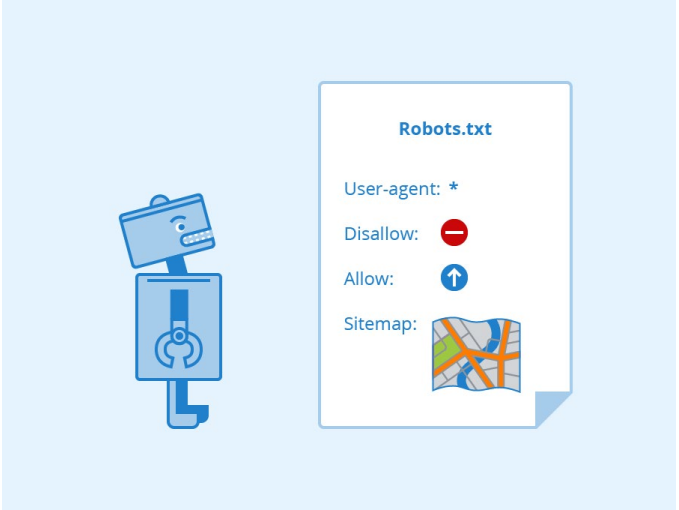 Robots.txt
User-agent: *
Disallow:
Allow:
Sitemap: